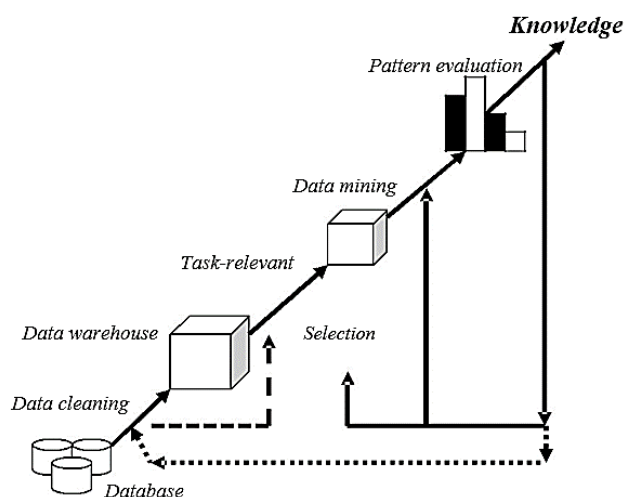 Knowledge
Pattern evaluation
Data mining
Task-relevant
Data warehouse
Selection
Data cleaning
Database